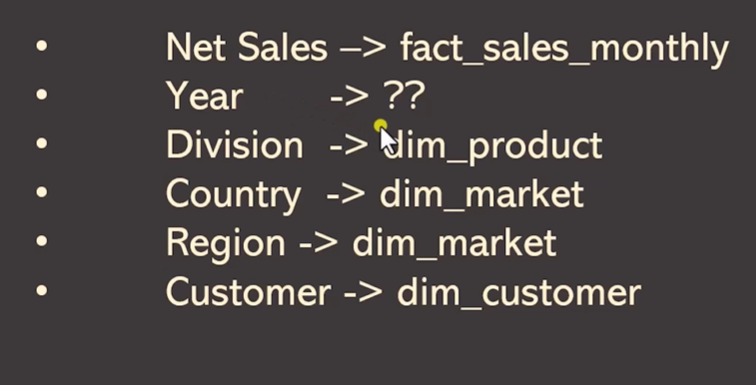 • Net Sales –> fact_sales_monthly
• Year -> ??
• Division -> dim_product
• Country -> dim_market
• Region -> dim_market
• Customer -> dim_customer